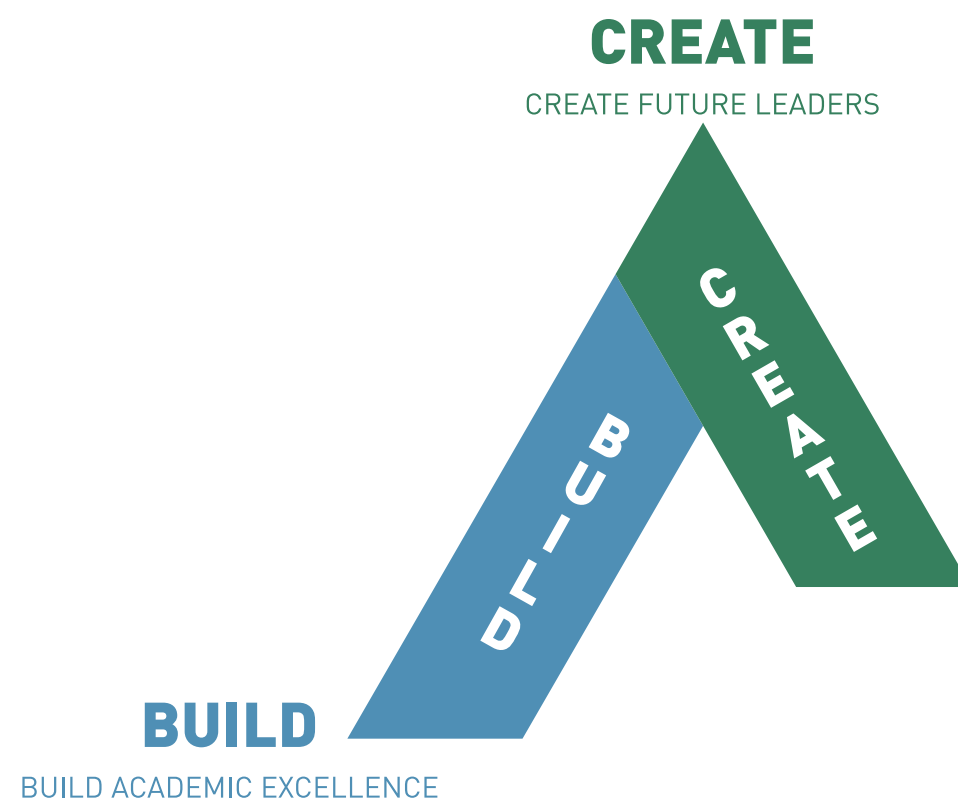 CREATE
CREATE FUTURE LEADERS
CREATE
BUILD
BUILD
BUILD ACADEMIC EXCELLENCE